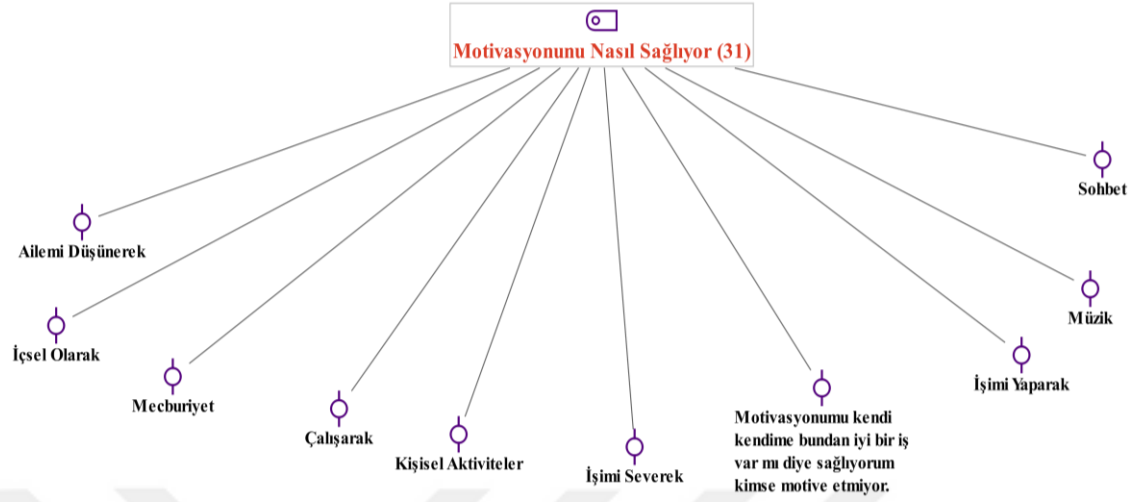 Motivasyonunu Nasıl Sağlıyor (31)
Sohbet
Ailemi Düşünerek
Müzik
İçsel Olarak
İşimi Yaparak
Mecburiyet
Motivasyonumu kendi
kendime bundan iyi bir iş
var mı diye sağlıyorum
kimse motive etmiyor.
Çalışarak
Kişisel Aktiviteler
İşimi Severek